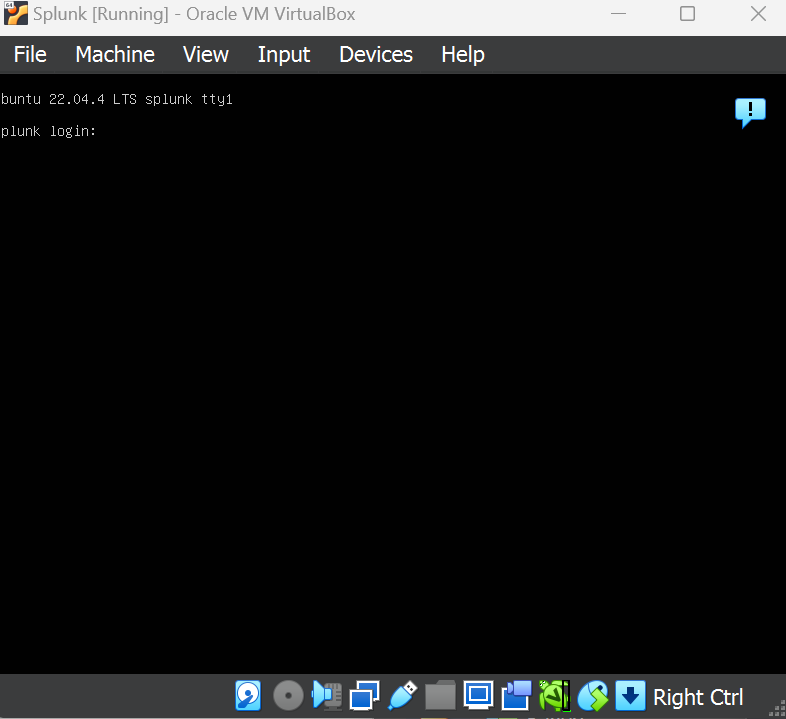 Splunk [Running] - Oracle VM VirtualBox
File Machine View Input Devices Help
buntu 22.04.4 LTS splunk tty1
plunk login:
Right Ctrl